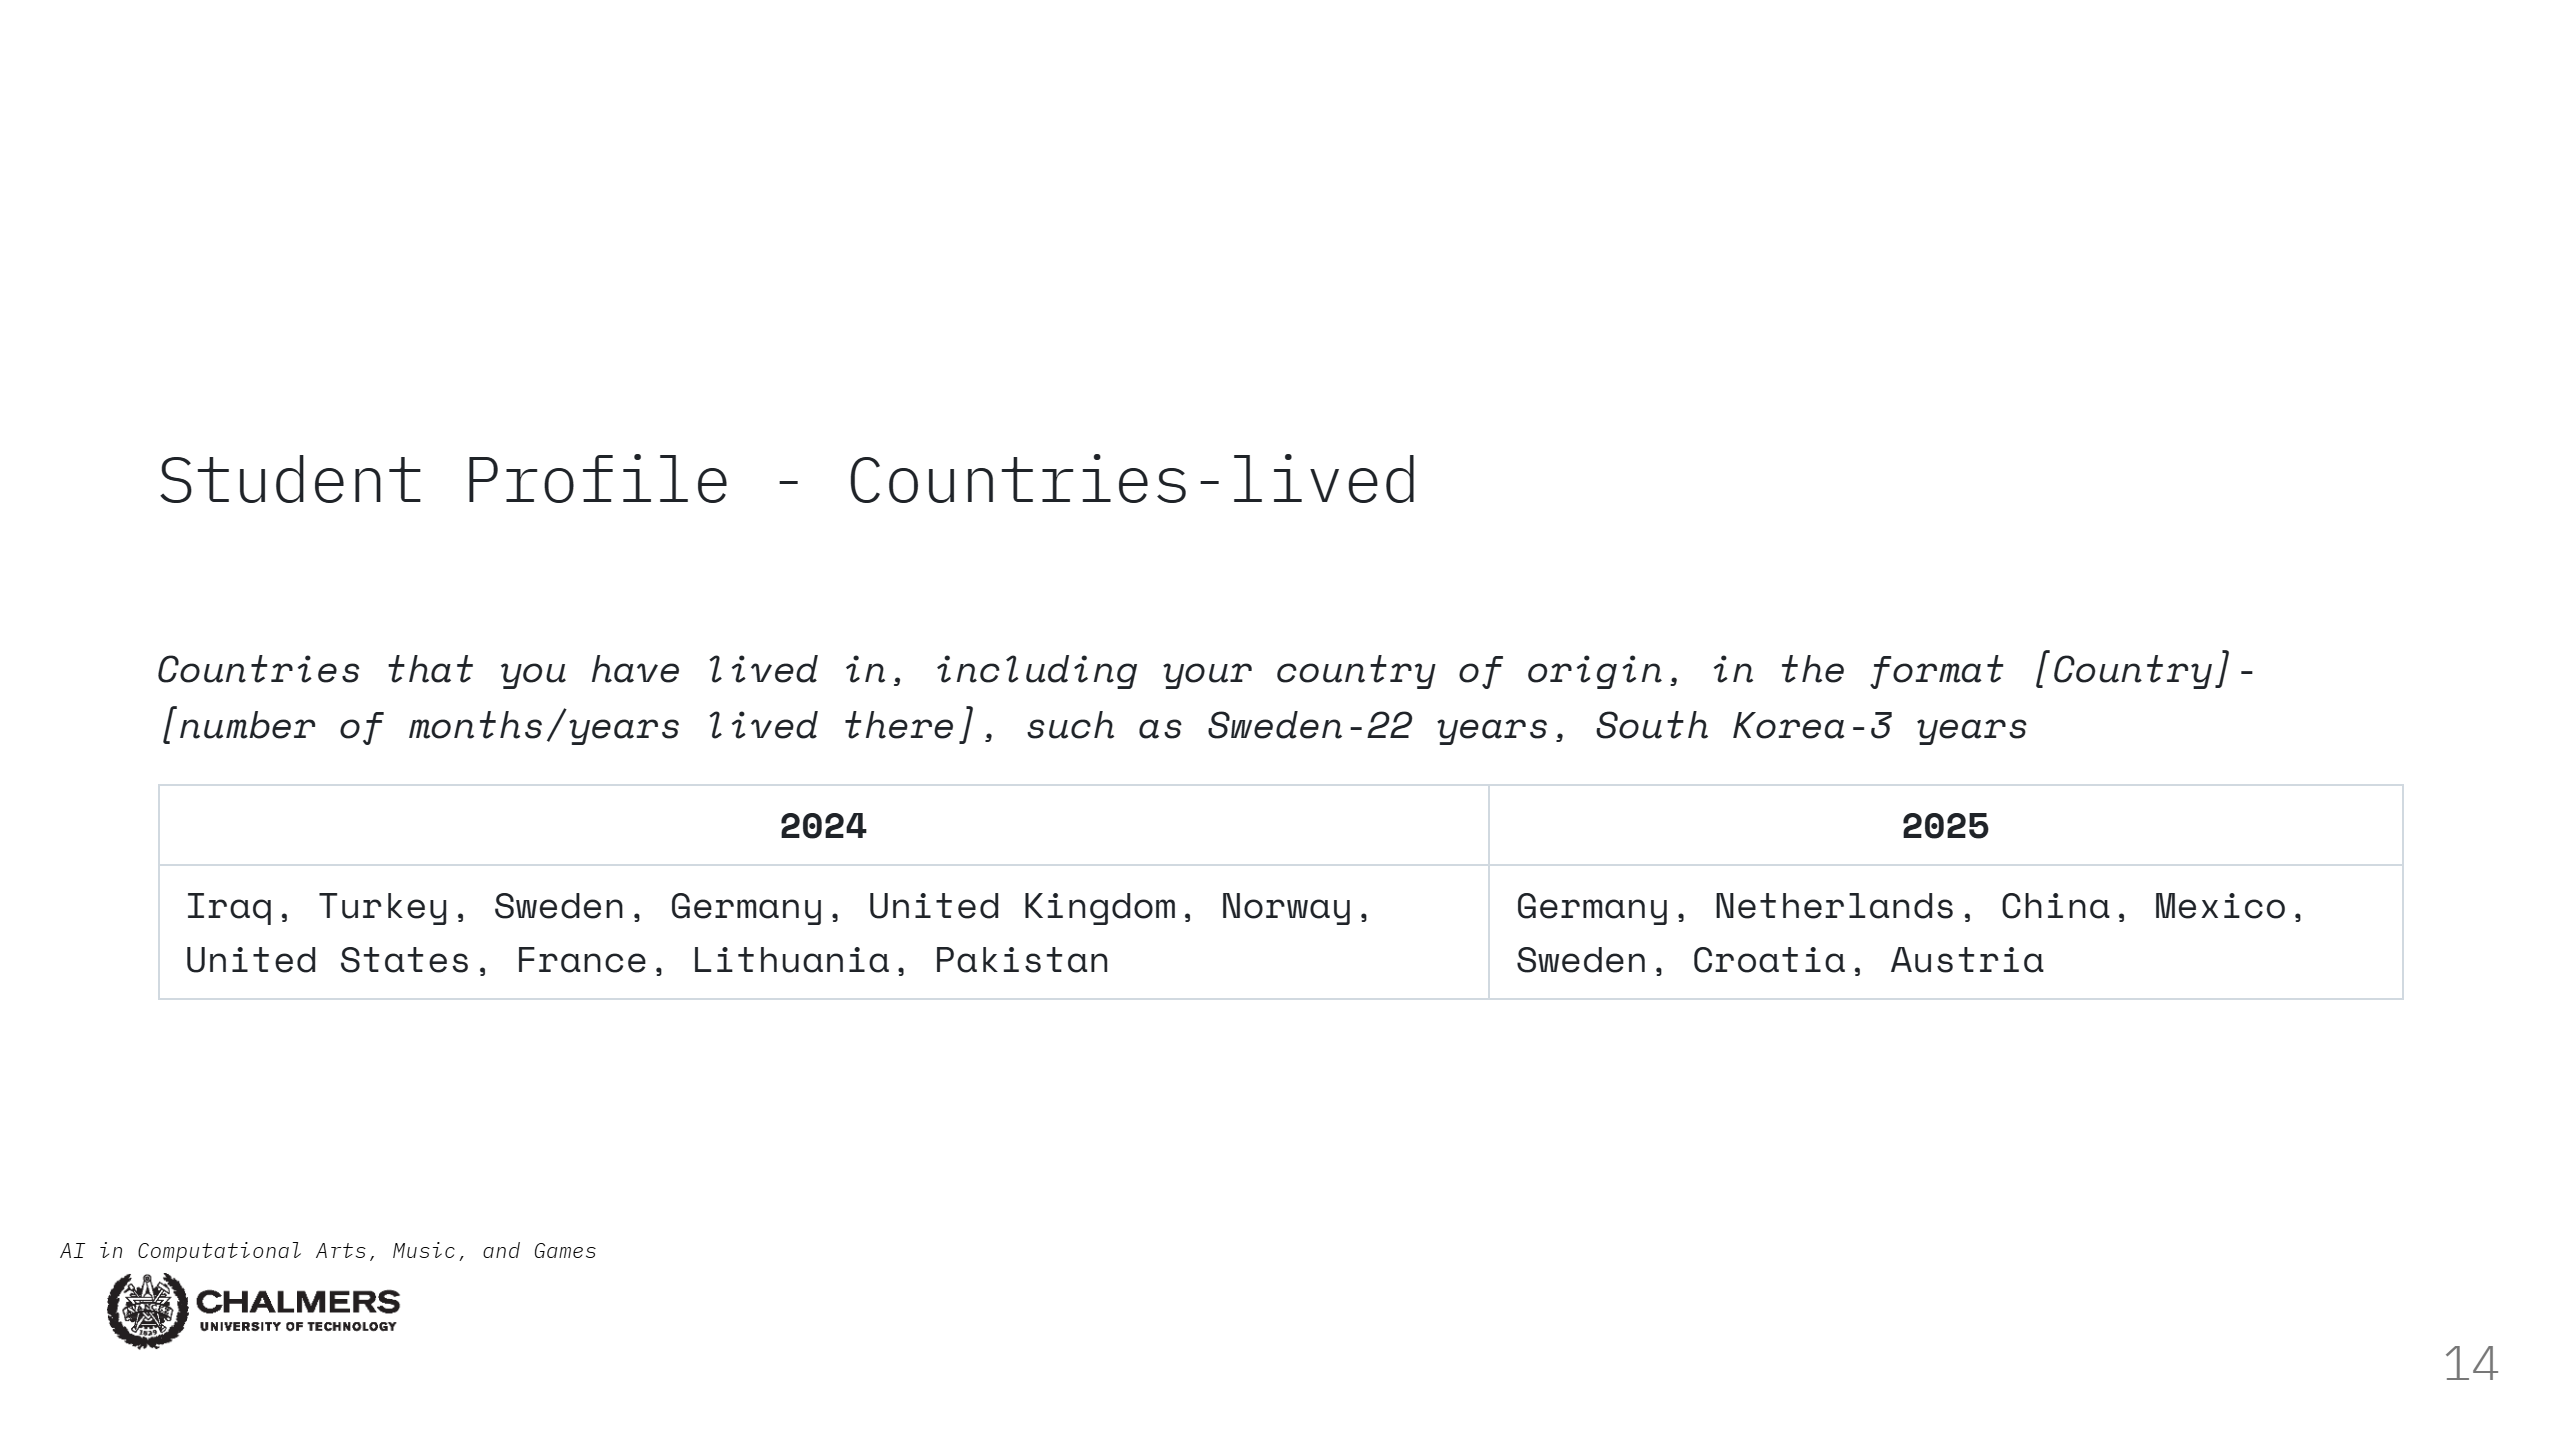 Student Profile - Countries-lived
Countries that you have lived in, including your country of origin, in the format [Country]-
[number of months/years lived there], such as Sweden-22 years, South Korea-3 years
2024
2025
Iraq, Turkey, Sweden, Germany, United Kingdom, Norway,
United States, France, Lithuania, Pakistan
Germany, Netherlands, China, Mexico,
Sweden, Croatia, Austria
AI in Computational Arts, Music, and Games
AVANCEZ
1829
CHALMERS
UNIVERSITY OF TECHNOLOGY
14